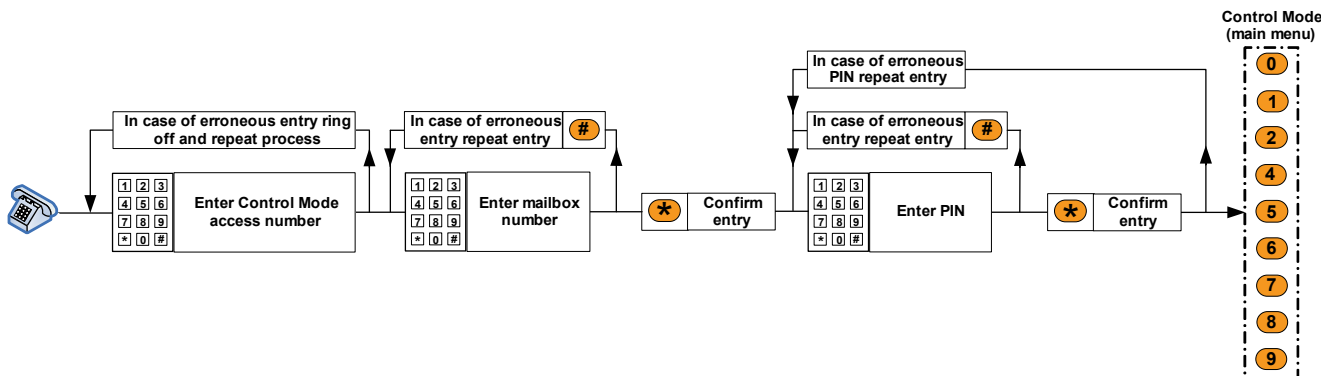 Control Mode
(main menu)
In case of erroneous
PIN repeat entry
In case of erroneous entry ring
off and repeat process
In case of erroneous
entry repeat entry
#
In case of erroneous
entry repeat entry
#
1 2 3
4 5 6
7 8 9
* 0 #
Enter Control Mode
access number
1 2 3
4 5 6
7 8 9
* 0 #
Enter mailbox
number
*
Confirm
entry
1 2 3
4 5 6
7 8 9
* 0 #
Enter PIN
*
Confirm
entry
0
1
2
4
5
6
7
8
9